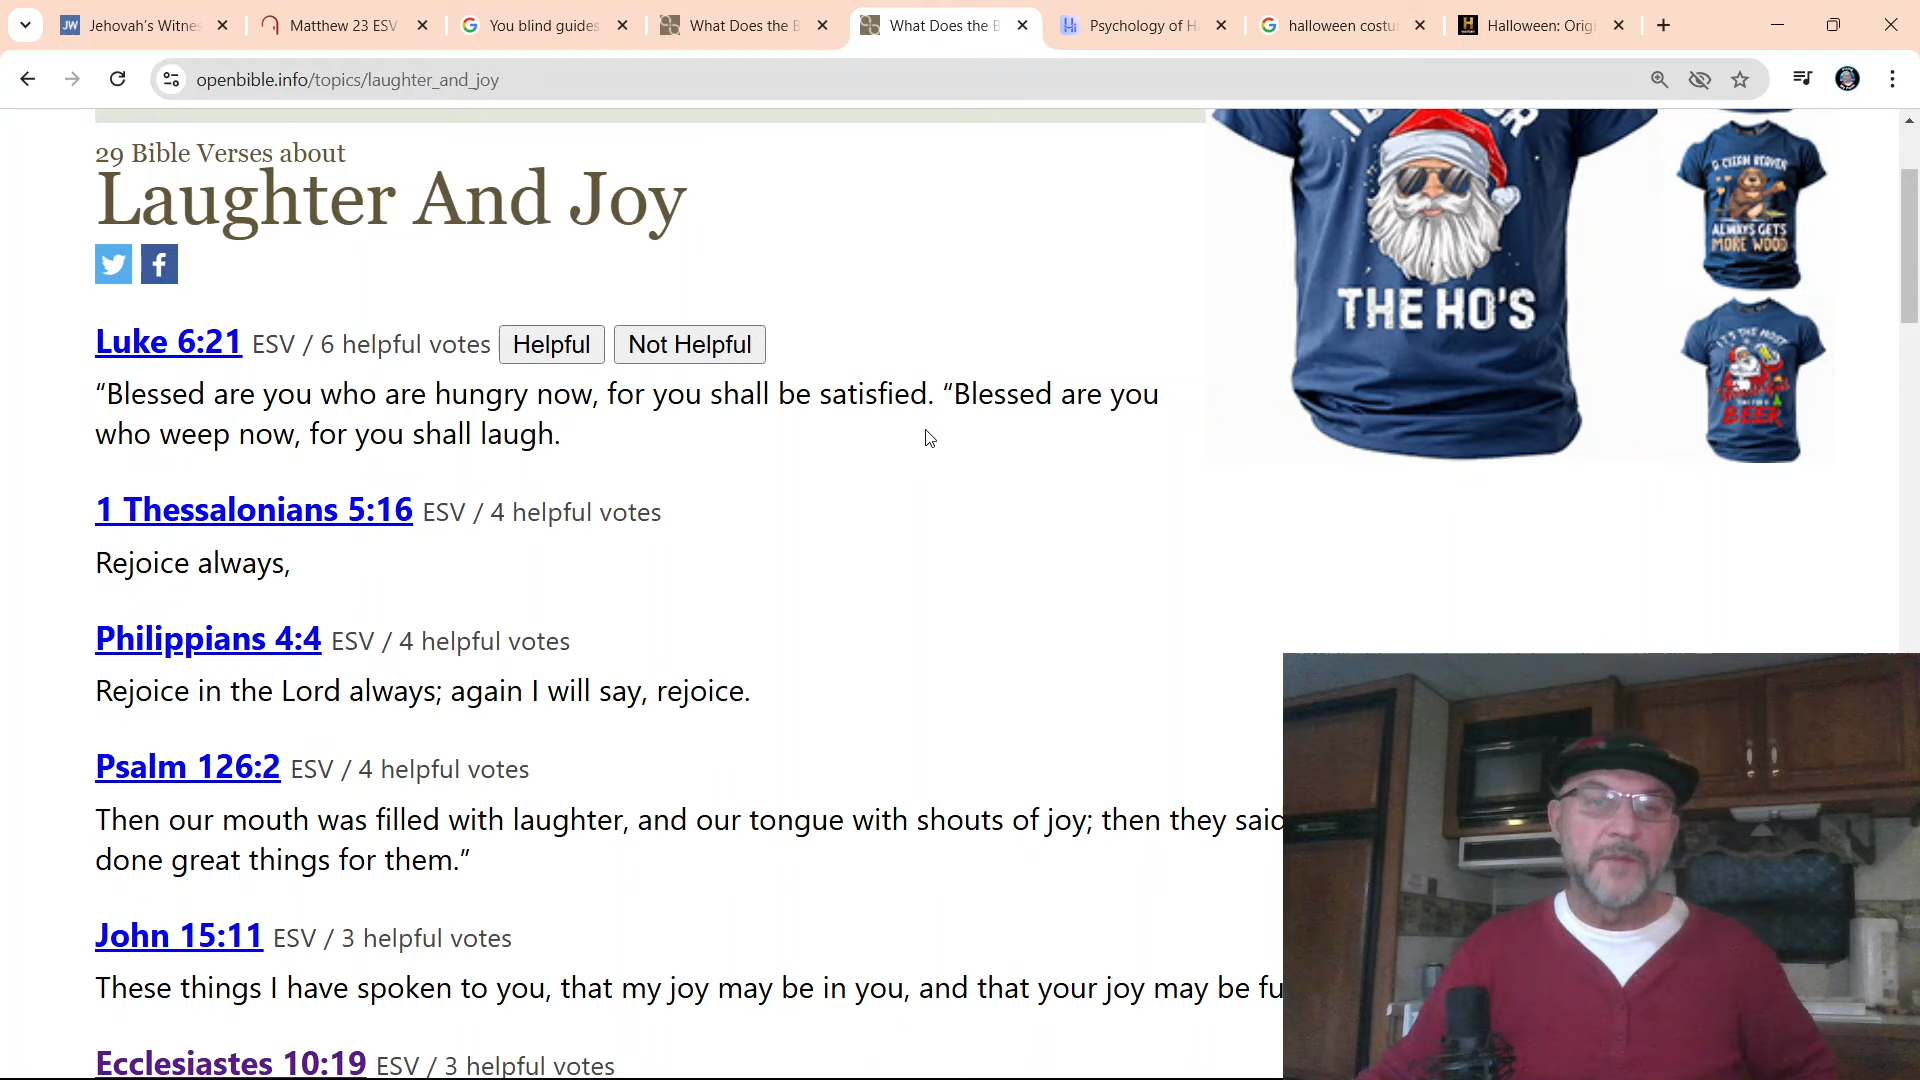 Jehovah's Witnes
Matthew 23 ESV
You blind guides
What Does the B
What Does the B
Psychology of H
halloween costu
Halloween: Orig
openbible.info/topics/laughter_and_joy
29 Bible Verses about
Laughter And Joy
Luke 6:21 ESV / 6 helpful votes Helpful Not Helpful
“Blessed are you who are hungry now, for you shall be satisfied. “Blessed are you
who weep now, for you shall laugh.
1 Thessalonians 5:16 ESV / 4 helpful votes
Rejoice always,
Philippians 4:4 ESV / 4 helpful votes
Rejoice in the Lord always; again I will say, rejoice.
Psalm 126:2 ESV / 4 helpful votes
Then our mouth was filled with laughter, and our tongue with shouts of joy; then they said
done great things for them.”
John 15:11 ESV / 3 helpful votes
These things I have spoken to you, that my joy may be in you, and that your joy may be fu
Ecclesiastes 10:19 ESV / 3 helpful votes
THE HO'S
A CLEAN BEAVER
ALWAYS GETS
MORE WOOD
IT'S THE MOST
BEER